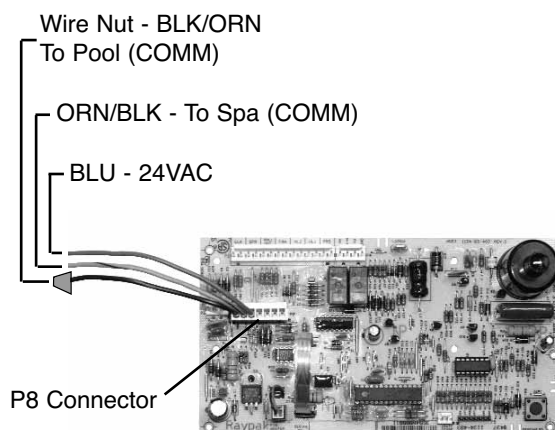 Wire Nut - BLK/ORN
To Pool (COMM)
ORN/BLK - To Spa (COMM)
BLU - 24VAC
P8 Connector
Raypak